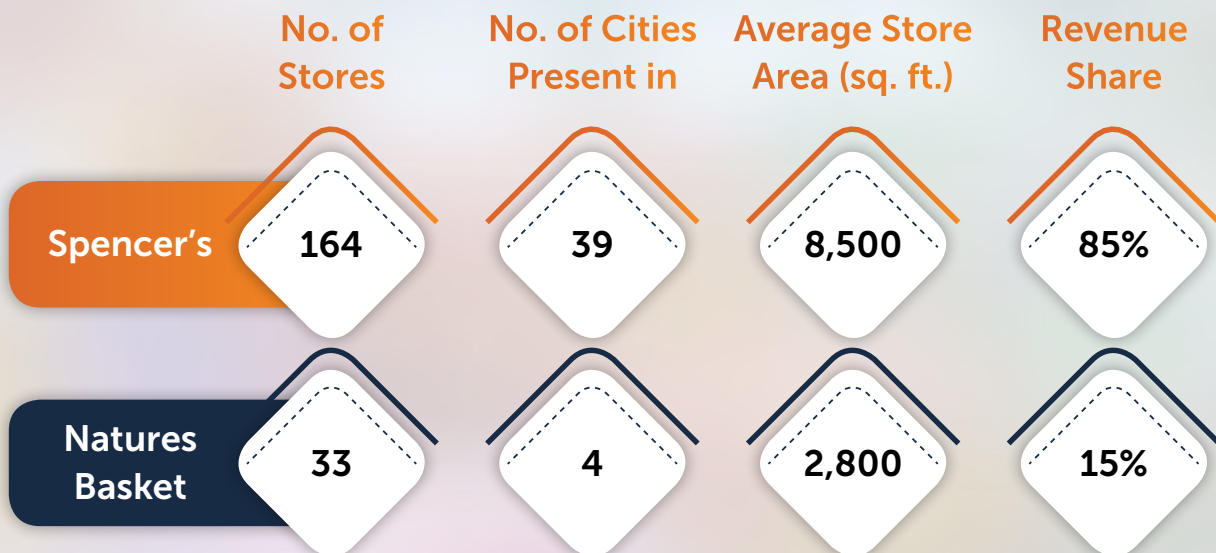 No. of
Stores
No. of Cities
Present in
Average Store
Area (sq. ft.)
Revenue
Share
Spencer's
164
39
8,500
85%
Natures
Basket
33
4
2,800
15%